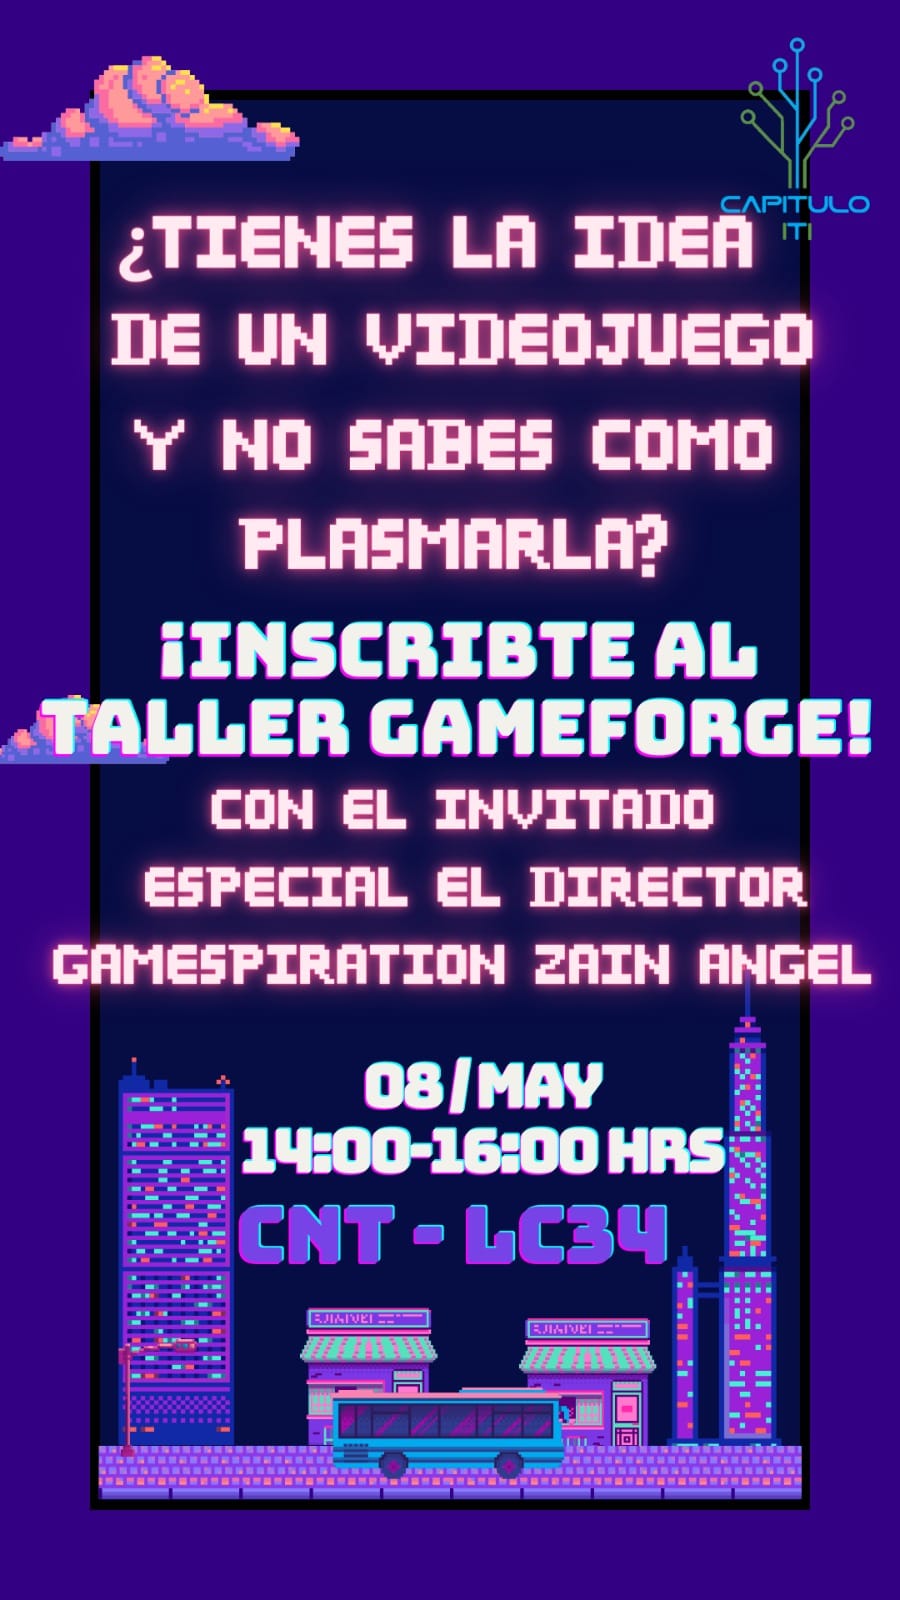 CAPITULO
ITI
¿TIENES LA IDEA
DE UN VIDEOJUEGO
Y NO SABES COMO
PLASMARLA?
¡INSCRIBTE AL
TALLER GAMEFORGE!
CON EL INVITADO
ESPECIAL EL DIRECTOR
GAMESPIRATION ZAIN ANGEL
08/MAY
14:00-16:00 HRS
CNT - LC34